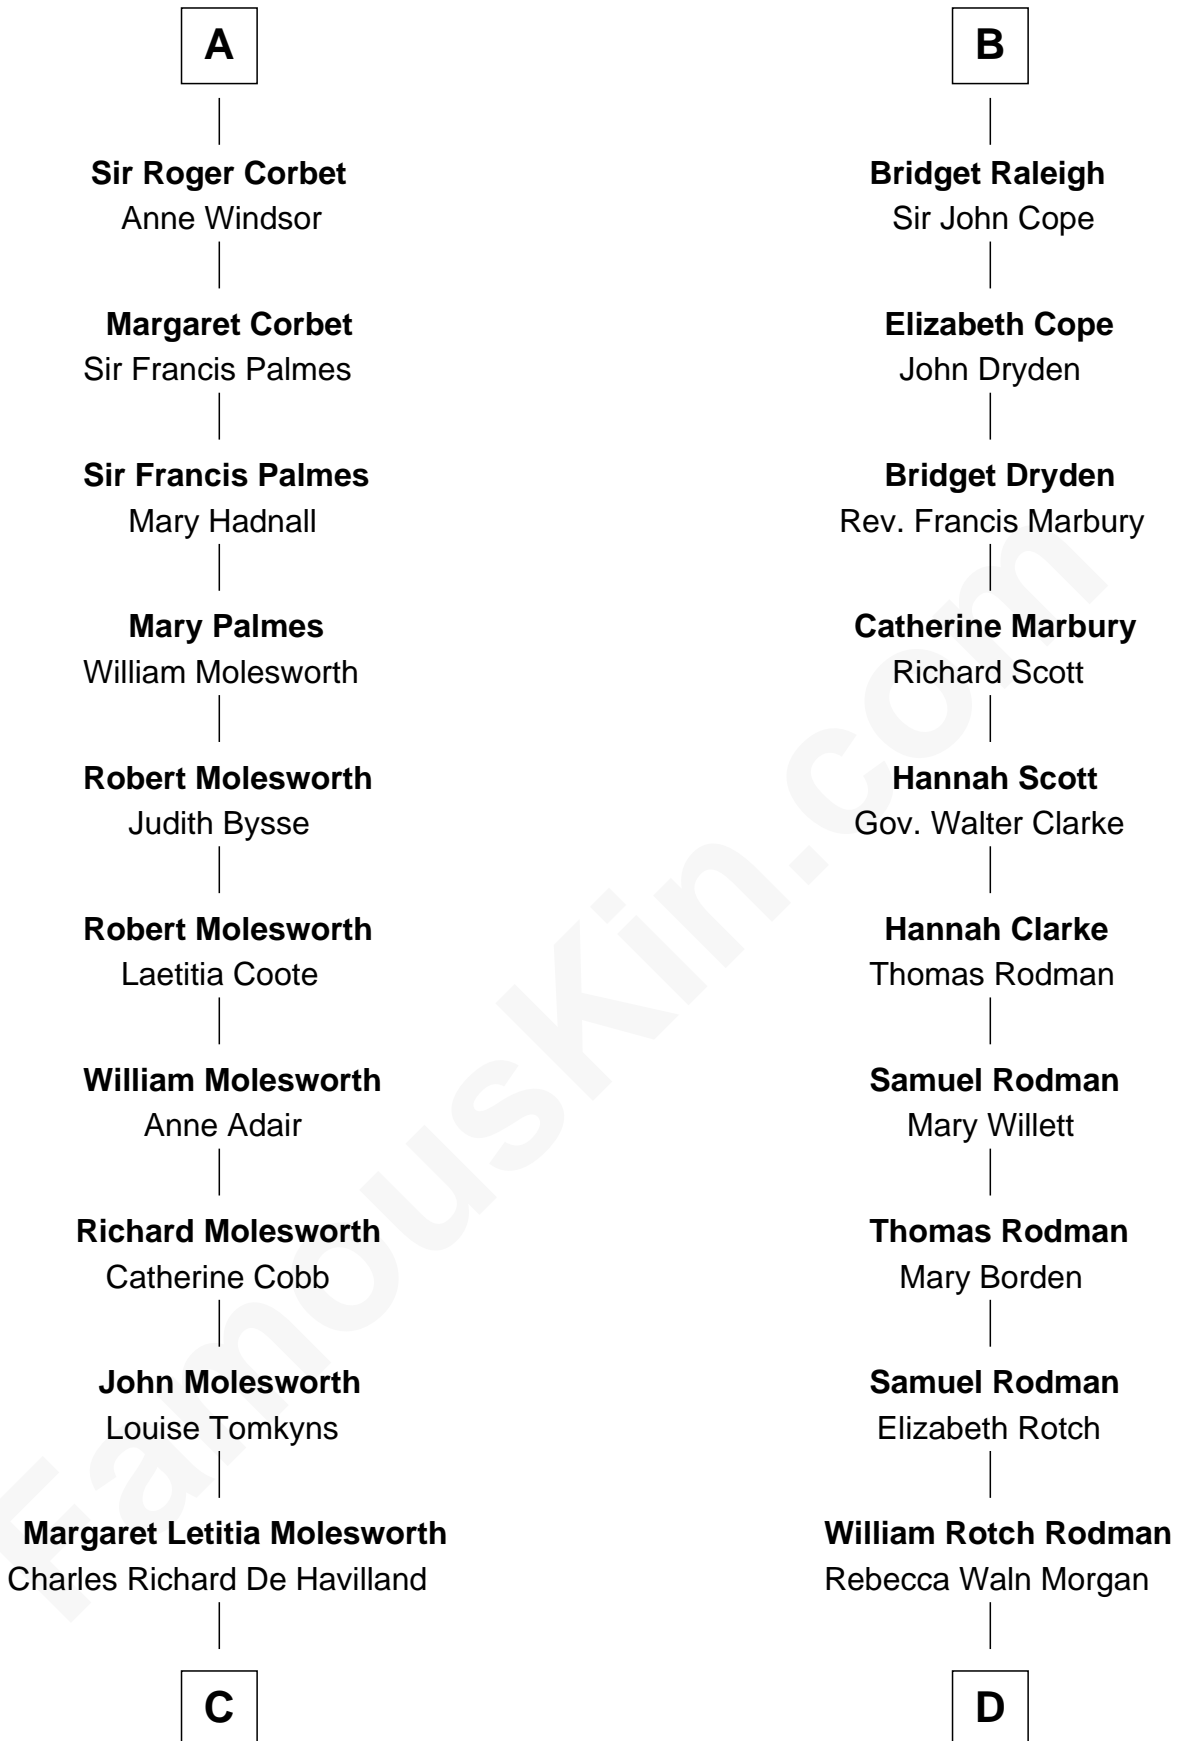 A
Sir Roger Corbet
Anne Windsor
Margaret Corbet
Sir Francis Palmes
Sir Francis Palmes
Mary Hadnall
Mary Palmes
William Molesworth
Robert Molesworth
Judith Bysse
Robert Molesworth
Laetitia Coote
William Molesworth
Anne Adair
Richard Molesworth
Catherine Cobb
John Molesworth
Louise Tomkyns
Margaret Letitia Molesworth
Charles Richard De Havilland
C
B
Bridget Raleigh
Sir John Cope
Elizabeth Cope
John Dryden
Bridget Dryden
Rev. Francis Marbury
Catherine Marbury
Richard Scott
Hannah Scott
Gov. Walter Clarke
Hannah Clarke
Thomas Rodman
Samuel Rodman
Mary Willett
Thomas Rodman
Mary Borden
Samuel Rodman
Elizabeth Rotch
William Rotch Rodman
Rebecca Waln Morgan
D
FamousKin.com